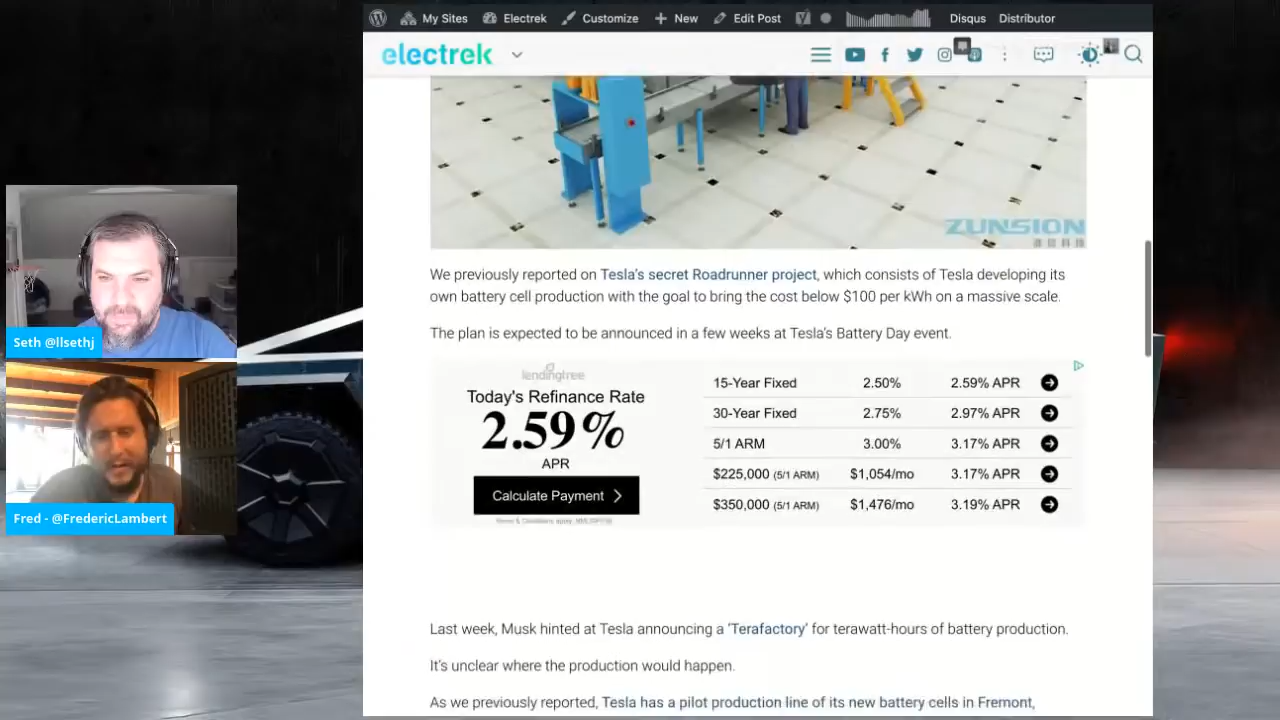 My Sites
Electrek
Customize
New
Edit Post
Disqus
Distributor
electrek
ZUNSION
We previously reported on Tesla's secret Roadrunner project, which consists of Tesla developing its
own battery cell production with the goal to bring the cost below $100 per kWh on a massive scale.
The plan is expected to be announced in a few weeks at Tesla's Battery Day event.
lendingtree
Today's Refinance Rate
2.59%
APR
Calculate Payment
15-Year Fixed 2.50% 2.59% APR
30-Year Fixed 2.75% 2.97% APR
5/1 ARM 3.00% 3.17% APR
$225,000 (5/1 ARM) $1,054/mo 3.17% APR
$350,000 (5/1 ARM) $1,476/mo 3.19% APR
Last week, Musk hinted at Tesla announcing a 'Terafactory' for terawatt-hours of battery production.
It's unclear where the production would happen.
As we previously reported, Tesla has a pilot production line of its new battery cells in Fremont,
Seth @llsethj
Fred - @FredericLambert